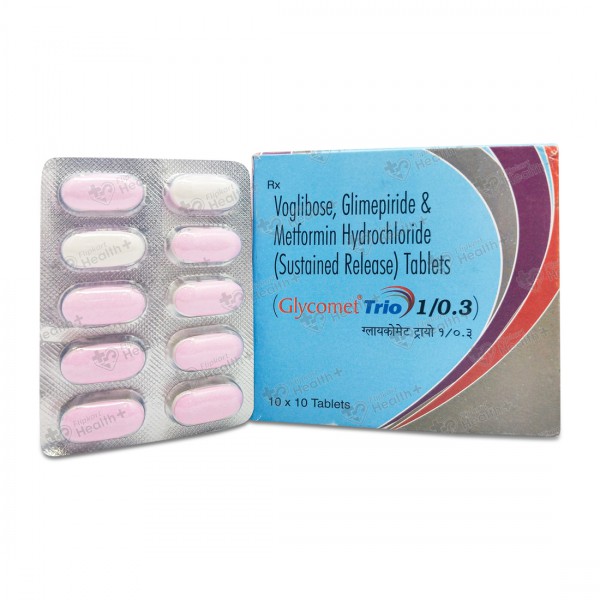 Rx
Voglibose, Glimepiride &
Metformin Hydrochloride
(Sustained Release) Tablets
(Glycomet® Trio 1/0.3)
ग्लायकोमेट ट्रायो १/०.३
10 x 10 Tablets